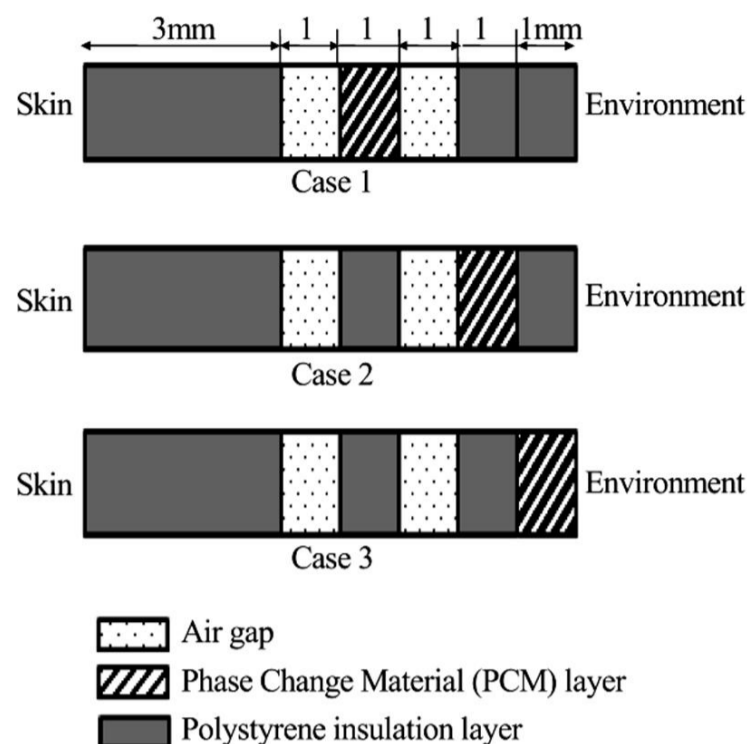 3mm 1 1 1 1 1mm
Skin Environment
Case 1
Skin Environment
Case 2
Skin Environment
Case 3
Air gap
Phase Change Material (PCM) layer
Polystyrene insulation layer